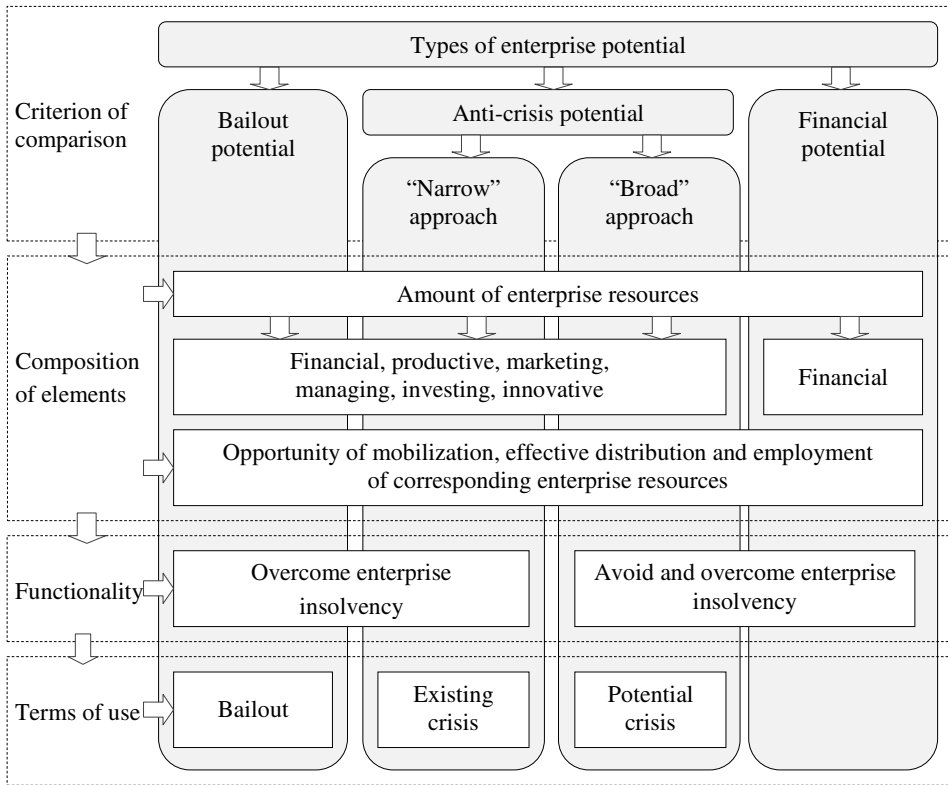 Types of enterprise potential
Criterion of
comparison
Bailout
potential
Anti-crisis potential
Financial
potential
“Narrow”
approach
“Broad”
approach
Composition
of elements
Amount of enterprise resources
Financial, productive, marketing,
managing, investing, innovative
Financial
Opportunity of mobilization, effective distribution and employment
of corresponding enterprise resources
Functionality
Overcome enterprise
insolvency
Avoid and overcome enterprise
insolvency
Terms of use
Bailout
Existing
crisis
Potential
crisis